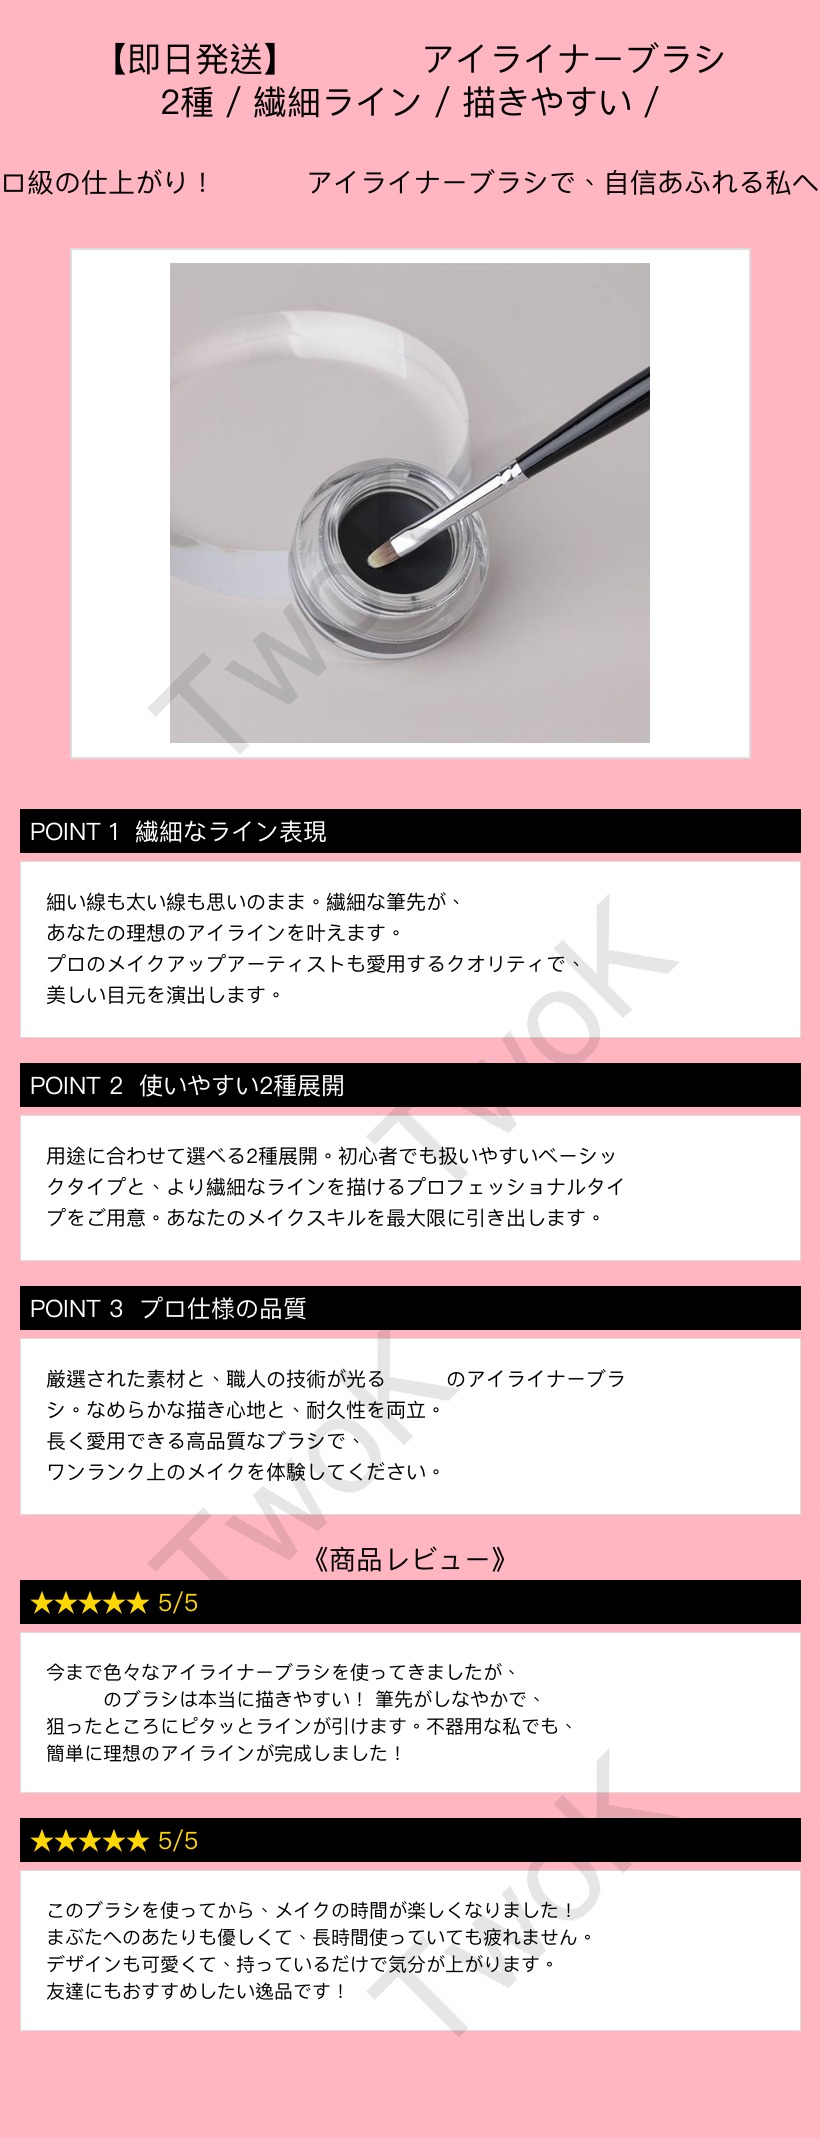 【即日発送】 アイライナーブラシ
2種 / 繊細ライン / 描きやすい /
ロ級の仕上がり！ アイライナーブラシで、自信あふれる私へ
TwoK
POINT 1 繊細なライン表現
細い線も太い線も思いのまま。繊細な筆先が、
あなたの理想のアイラインを叶えます。
プロのメイクアップアーティストも愛用するクオリティで、
美しい目元を演出します。
TwoK
POINT 2 使いやすい2種展開
用途に合わせて選べる2種展開。初心者でも扱いやすいベーシッ
クタイプと、より繊細なラインを描けるプロフェッショナルタイ
プをご用意。あなたのメイクスキルを最大限に引き出します。
POINT 3 プロ仕様の品質
厳選された素材と、職人の技術が光る のアイライナーブラ
シ。なめらかな描き心地と、耐久性を両立。
長く愛用できる高品質なブラシで、
ワンランク上のメイクを体験してください。
TwoK
《商品レビュー》
★★★★★ 5/5
今まで色々なアイライナーブラシを使ってきましたが、
のブラシは本当に描きやすい！ 筆先がしなやかで、
狙ったところにピタッとラインが引けます。不器用な私でも、
簡単に理想のアイラインが完成しました！
★★★★★ 5/5
このブラシを使ってから、メイクの時間が楽しくなりました！
まぶたへのあたりも優しくて、長時間使っていても疲れません。
デザインも可愛くて、持っているだけで気分が上がります。
友達にもおすすめしたい逸品です！
TwoK